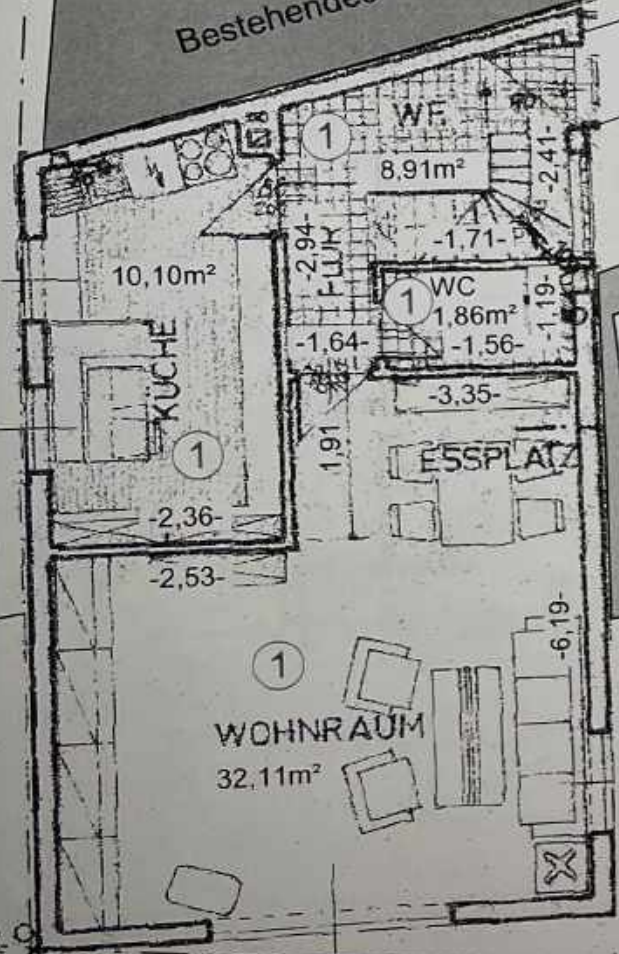 Bestehendes
1
WF.
8,91m²
-2,41-
-1,71-
-2,94-
FLUR
10,10m²
KÜCHE
1
WC
1,86m²
-1,19-
-1,56-
-1,64-
-3,35-
1,91
ESSPLATZ
1
-2,36-
-2,53-
-6,19-
1
WOHNRAUM
32,11m²